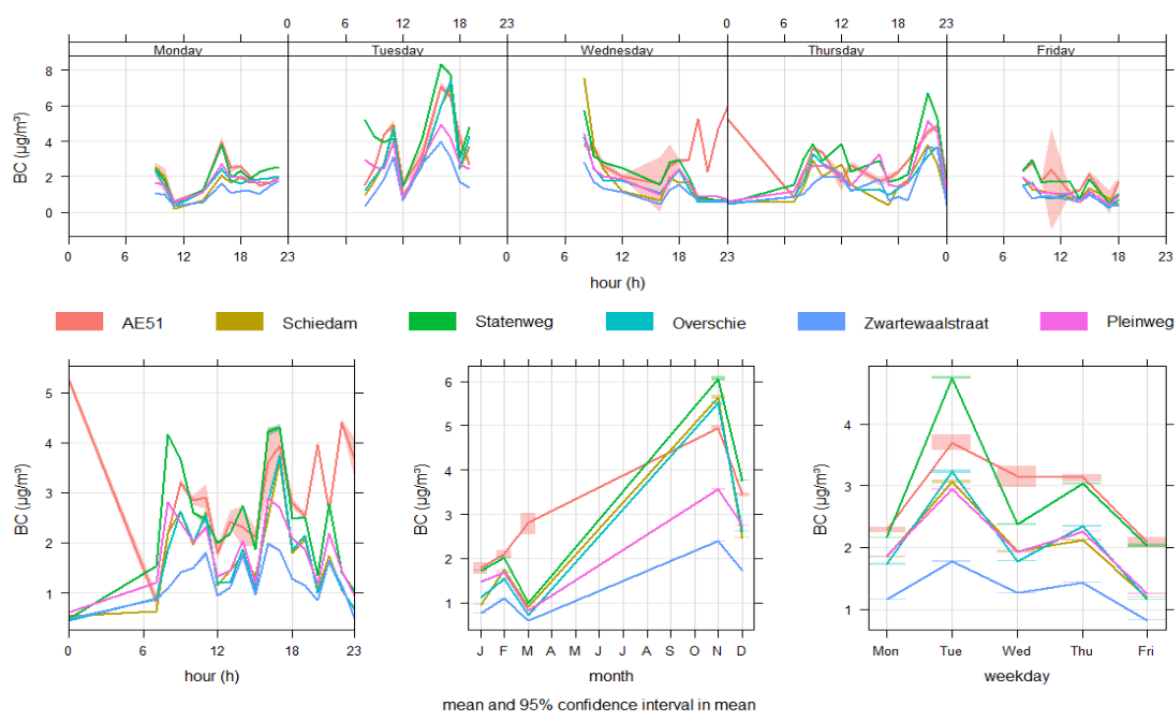 0 6 12 18 23 0 6 12 18 23
Monday Tuesday Wednesday Thursday Friday
BC (µg/m³)
8
6
4
2
0
0 6 12 23 0 6 12 18 23 0 6 12 23
hour (h)
AE51 Schiedam Statenweg Overschie Zwartewaalstraat Pleinweg
BC (µg/m³)
5
4
3
2
1
0 6 12 18 23
hour (h)
BC (µg/m³)
6
5
4
3
2
1
J F M A M J J A S O N D
month
BC (µg/m³)
4
3
2
1
Mon Tue Wed Thu Fri
weekday
mean and 95% confidence interval in mean